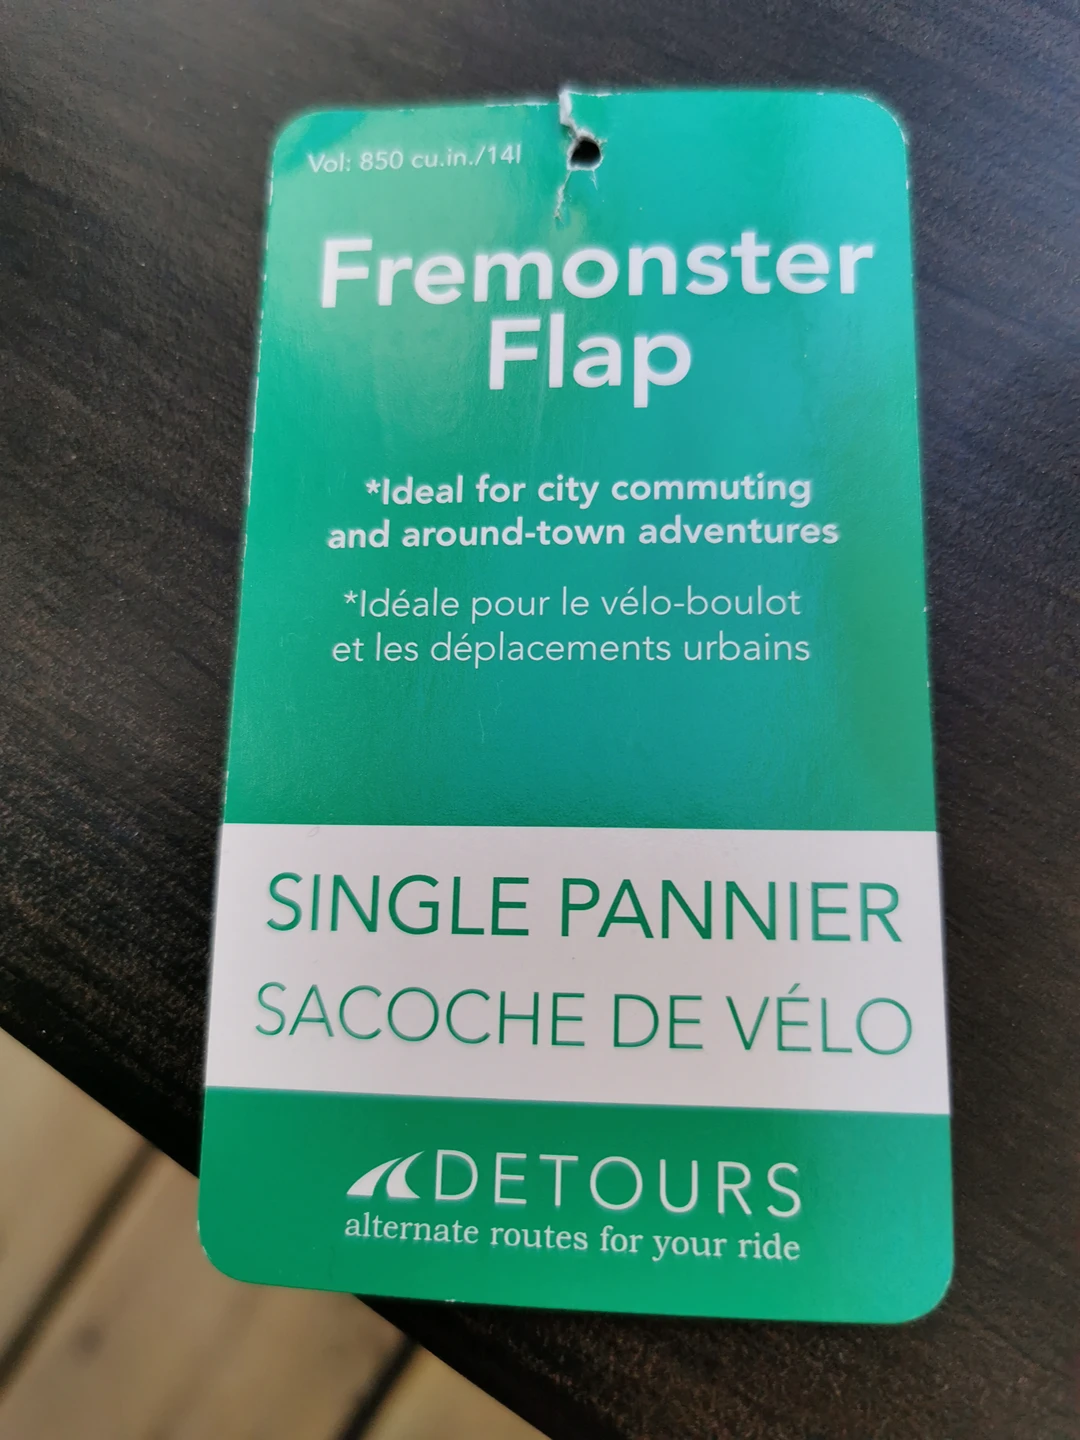 Vol: 850 cu.in./14l
Fremonster
Flap
*Ideal for city commuting
and around-town adventures
*Idéale pour le vélo-boulot
et les déplacements urbains
SINGLE PANNIER
SACOCHE DE VÉLO
DETOURS
alternate routes for your ride